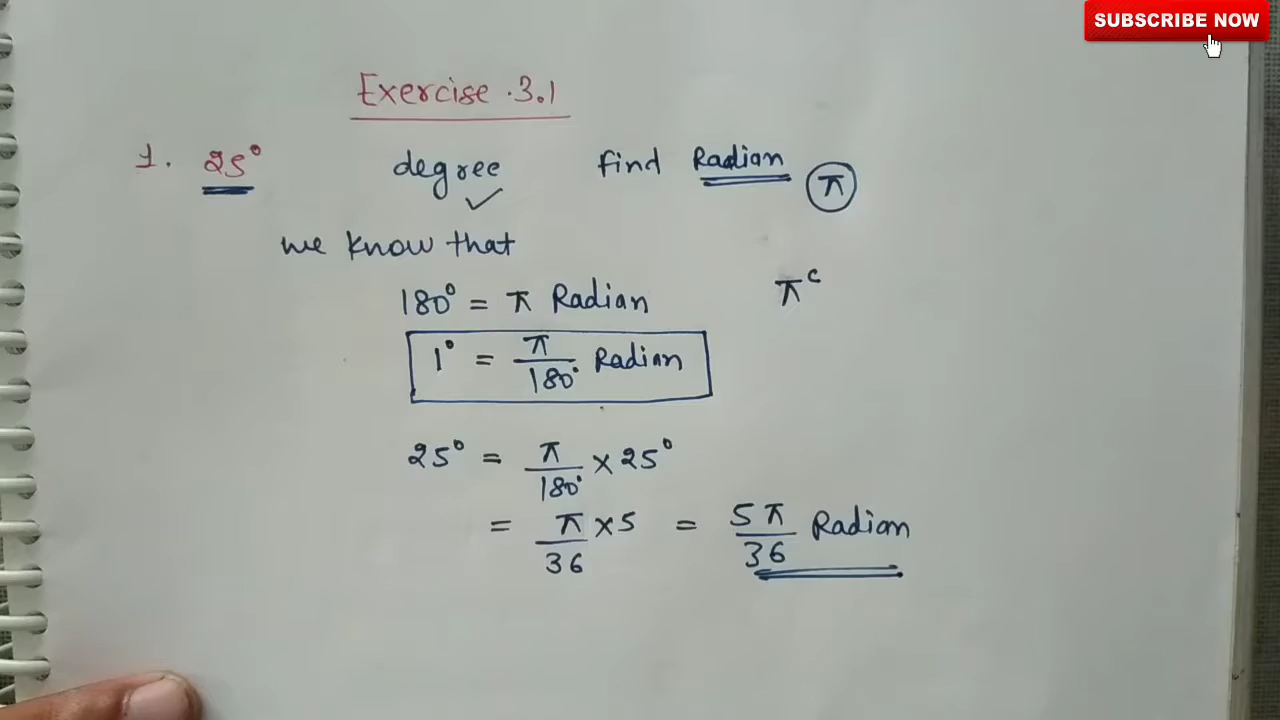 SUBSCRIBE NOW
Exercise .3.1
1. 25° degree find Radian π
we know that
180° = π Radian π^c
1° = π/180° Radian
25° = π/180° × 25°
= π/36 × 5 = 5π/36 Radian